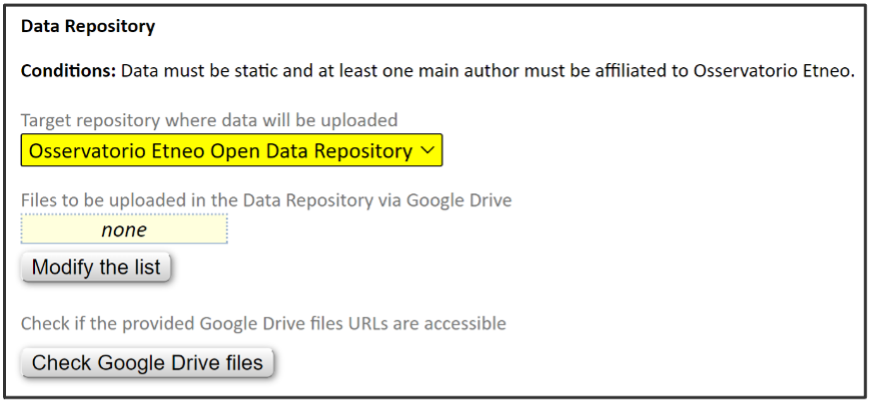 Data Repository
Conditions: Data must be static and at least one main author must be affiliated to Osservatorio Etneo.
Target repository where data will be uploaded
Osservatorio Etneo Open Data Repository
Files to be uploaded in the Data Repository via Google Drive
none
Modify the list
Check if the provided Google Drive files URLs are accessible
Check Google Drive files